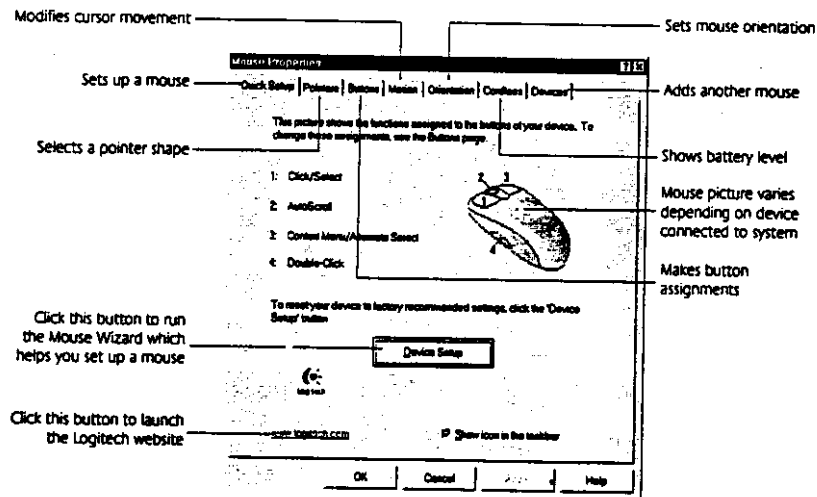 Modifies cursor movement
Sets mouse orientation
Mouse Properties
Sets up a mouse
Quick Setup | Pointers | Buttons | Motion | Orientation | Cordless | Devices
Adds another mouse
This picture shows the functions assigned to the buttons of your device. To
change these assignments, use the Buttons page.
Selects a pointer shape
Shows battery level
1: Click/Select
2 3
1
Mouse picture varies
depending on device
connected to system
2: AutoScroll
3: Context Menu/Alternate Select
4
4: Double-Click
Makes button
assignments
To reset your device to factory recommended settings, click the 'Device
Setup' button
Click this button to run
the Mouse Wizard which
helps you set up a mouse
Device Setup
Logitech
Click this button to launch
the Logitech website
www.logitech.com
Show icon in the taskbar
OK
Cancel
Help